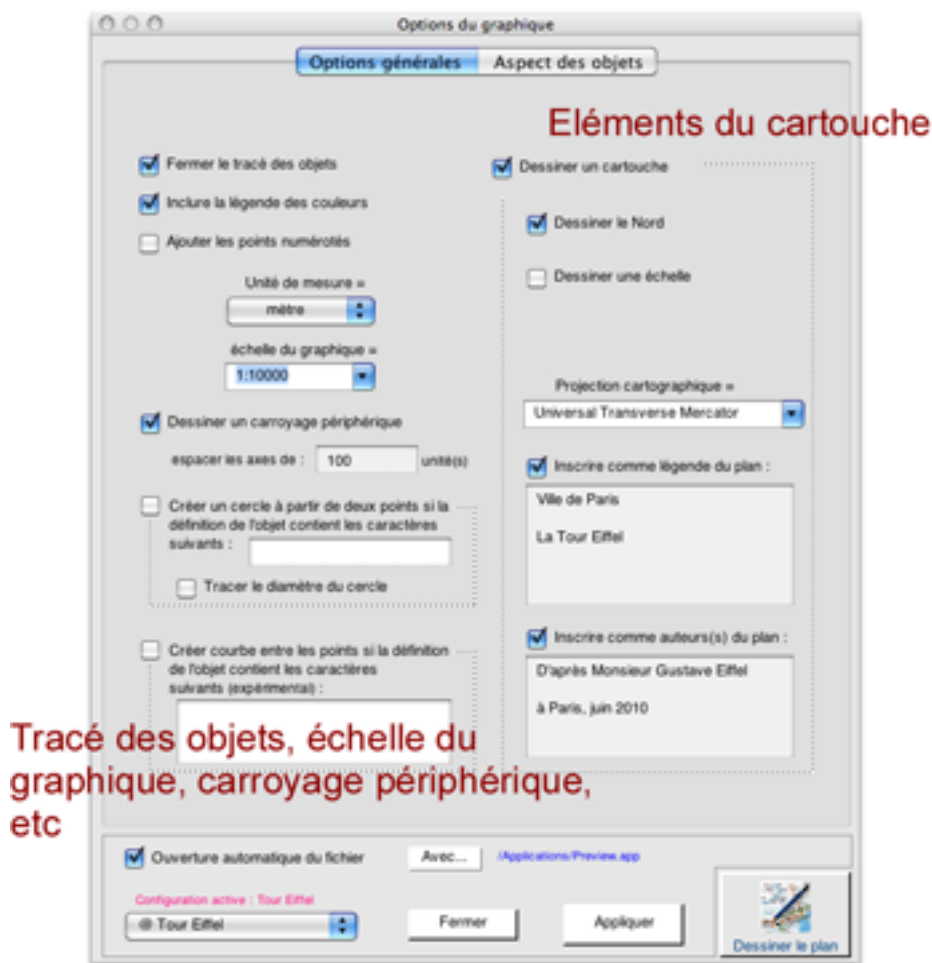 Options du graphique
Options générales
Aspect des objets
Eléments du cartouche
Fermer le tracé des objets
Inclure la légende des couleurs
Ajouter les points numérotés
Unité de mesure =
mètre
échelle du graphique =
1:10000
Dessiner un carroyage périphérique
espacer les axes de : 100 unité(s)
Créer un cercle à partir de deux points si la
définition de l'objet contient les caractères
suivants :
Tracer le diamètre du cercle
Créer courbe entre les points si la définition
de l'objet contient les caractères
suivants (expérimental) :
Dessiner un cartouche
Dessiner le Nord
Dessiner une échelle
Projection cartographique =
Universal Transverse Mercator
Inscrire comme légende du plan :
Ville de Paris
La Tour Eiffel
Inscrire comme auteurs(s) du plan :
D'après Monsieur Gustave Eiffel
à Paris, juin 2010
Tracé des objets, échelle du
graphique, carroyage périphérique,
etc
Ouverture automatique du fichier
Avec...
/Applications/Preview.app
Configuration active : Tour Eiffel
@ Tour Eiffel
Fermer
Appliquer
Dessiner le plan